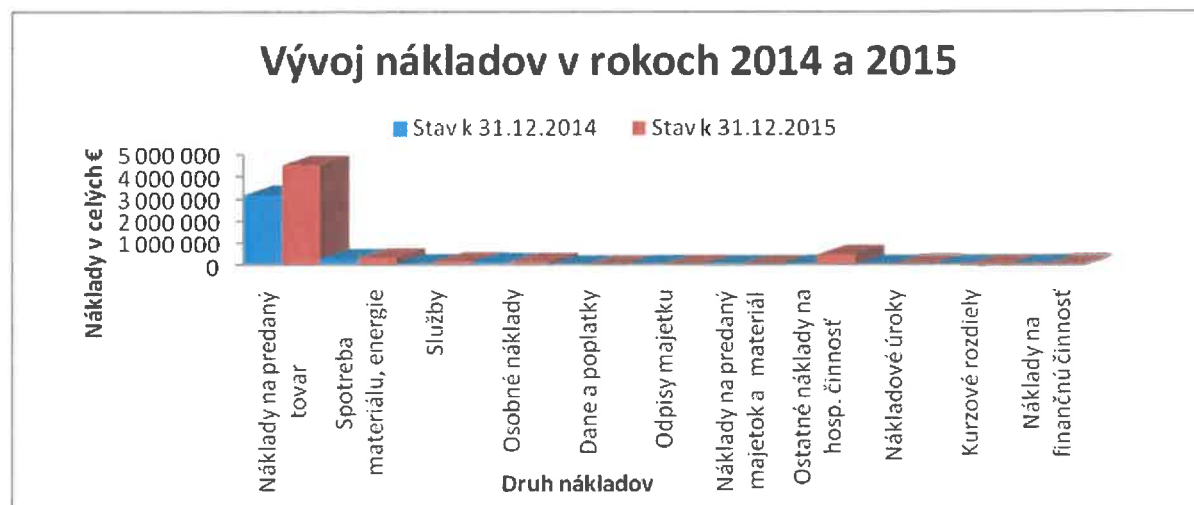 Vývoj nákladov v rokoch 2014 a 2015
Stav k 31.12.2014
Stav k 31.12.2015
Náklady v celých €
5 000 000
4 000 000
3 000 000
2 000 000
1 000 000
0
Náklady na predaný
tovar
Spotreba
materiálu, energie
Služby
Osobné náklady
Dane a poplatky
Odpisy majetku
Náklady na predaný
majetok a materiál
Ostatné náklady na
hosp. činnosť
Nákladové úroky
Kurzové rozdiely
Náklady na
finančnú činnosť
Druh nákladov